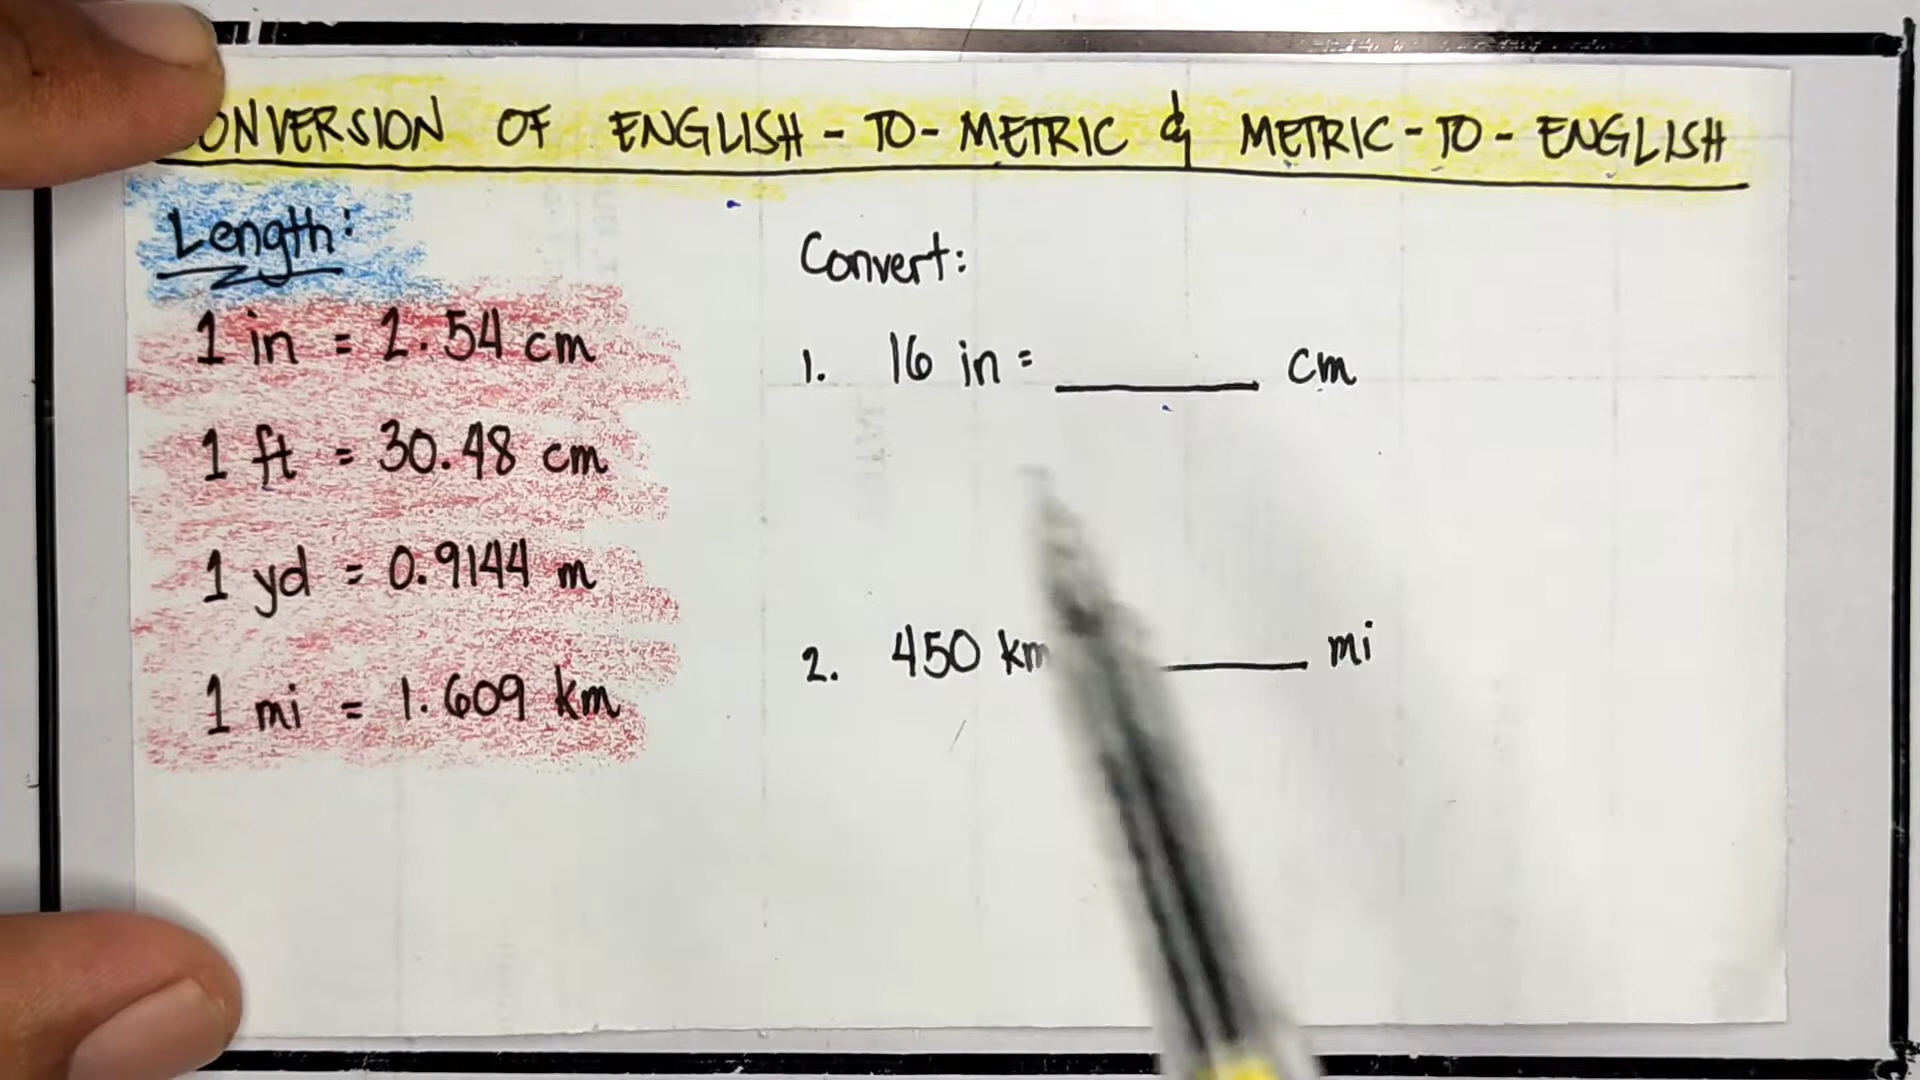 ONVERSION OF ENGLISH-TO-METRIC & METRIC-TO-ENGLISH
Length:
1 in = 2.54 cm
1 ft = 30.48 cm
1 yd = 0.9144 m
1 mi = 1.609 km
Convert:
1. 16 in = ________ cm
2. 450 km ______ mi